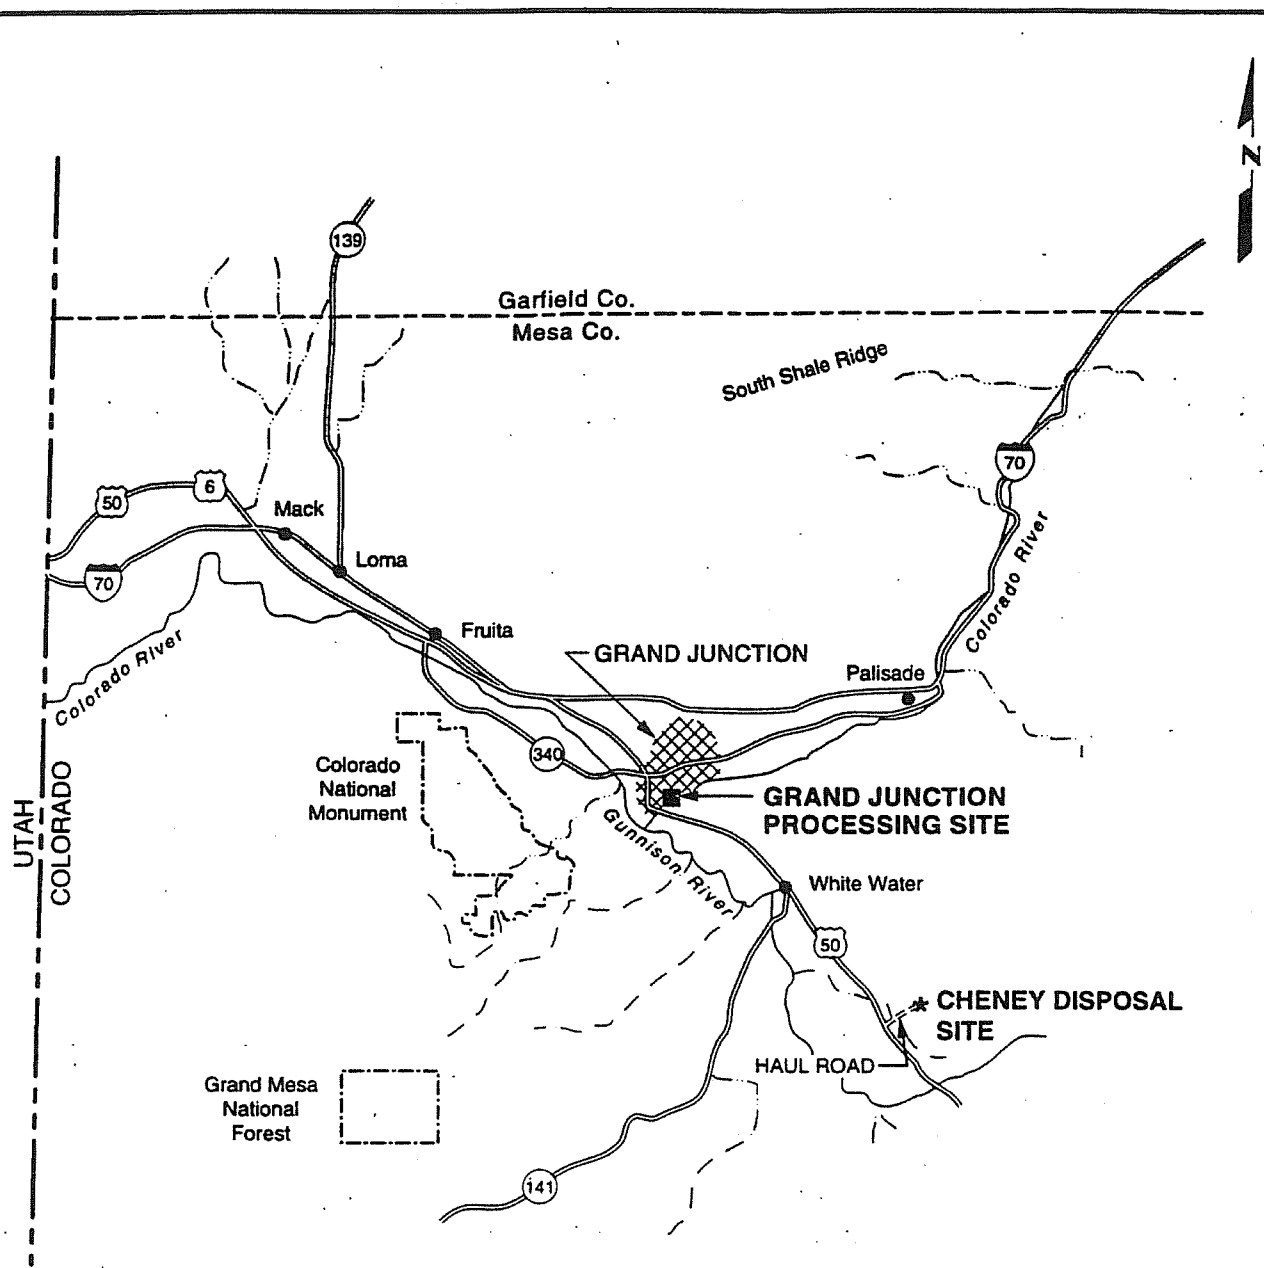 N
139
Garfield Co.
Mesa Co.
South Shale Ridge
70
6
50
Mack
Loma
70
Colorado River
Fruita
Colorado River
GRAND JUNCTION
Palisade
340
Colorado
National
Monument
UTAH
COLORADO
GRAND JUNCTION
PROCESSING SITE
Gunnison River
White Water
50
* CHENEY DISPOSAL
SITE
HAUL ROAD
Grand Mesa
National
Forest
141